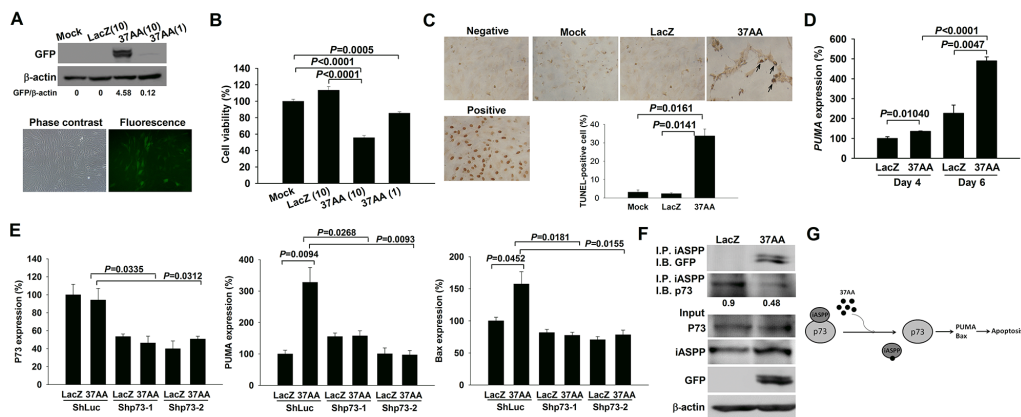 A
Mock
LacZ(10)
37AA(10)
37AA(1)
GFP
β-actin
GFP/β-actin
0 0 4.58 0.12
Phase contrast
Fluorescence
B
P=0.0005
P<0.0001
P<0.0001
Cell viability (%)
140
120
100
80
60
40
20
0
Mock
LacZ (10)
37AA (10)
37AA (1)
C
Negative
Mock
LacZ
37AA
Positive
P=0.0161
P=0.0141
TUNEL-positive cell (%)
50
40
30
20
10
0
Mock LacZ 37AA
D
P<0.0001
P=0.0047
P=0.01040
PUMA expression (%)
600
500
400
300
200
100
0
LacZ 37AA LacZ 37AA
Day 4 Day 6
E
P=0.0335
P=0.0312
P73 expression (%)
120
100
80
60
40
20
0
LacZ 37AA LacZ 37AA LacZ 37AA
ShLuc Shp73-1 Shp73-2
P=0.0268
P=0.0093
P=0.0094
PUMA expression (%)
400
300
200
100
0
LacZ 37AA LacZ 37AA LacZ 37AA
ShLuc Shp73-1 Shp73-2
P=0.0181
P=0.0155
P=0.0452
Bax expression (%)
200
150
100
50
0
LacZ 37AA LacZ 37AA LacZ 37AA
ShLuc Shp73-1 Shp73-2
F
LacZ 37AA
I.P. iASPP
I.B. GFP
I.P. iASPP
I.B. p73
0.9 0.48
Input
P73
iASPP
GFP
β-actin
G
37AA
iASPP
p73
iASPP
p73
PUMA
Bax
Apoptosis